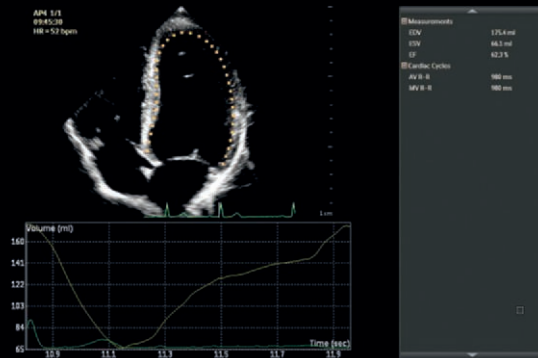 AP4 1/1
09:45:38
HR = 52 bpm
1 cm
Measurements
EDV 175.4 ml
ESV 66.3 ml
EF 62.3 %
Cardiac Cycles
AV R-R 980 ms
MV R-R 980 ms
Volume (ml)
160
141
122
103
84
65
Time (sec)
10.9 11.1 11.3 11.5 11.7 11.9